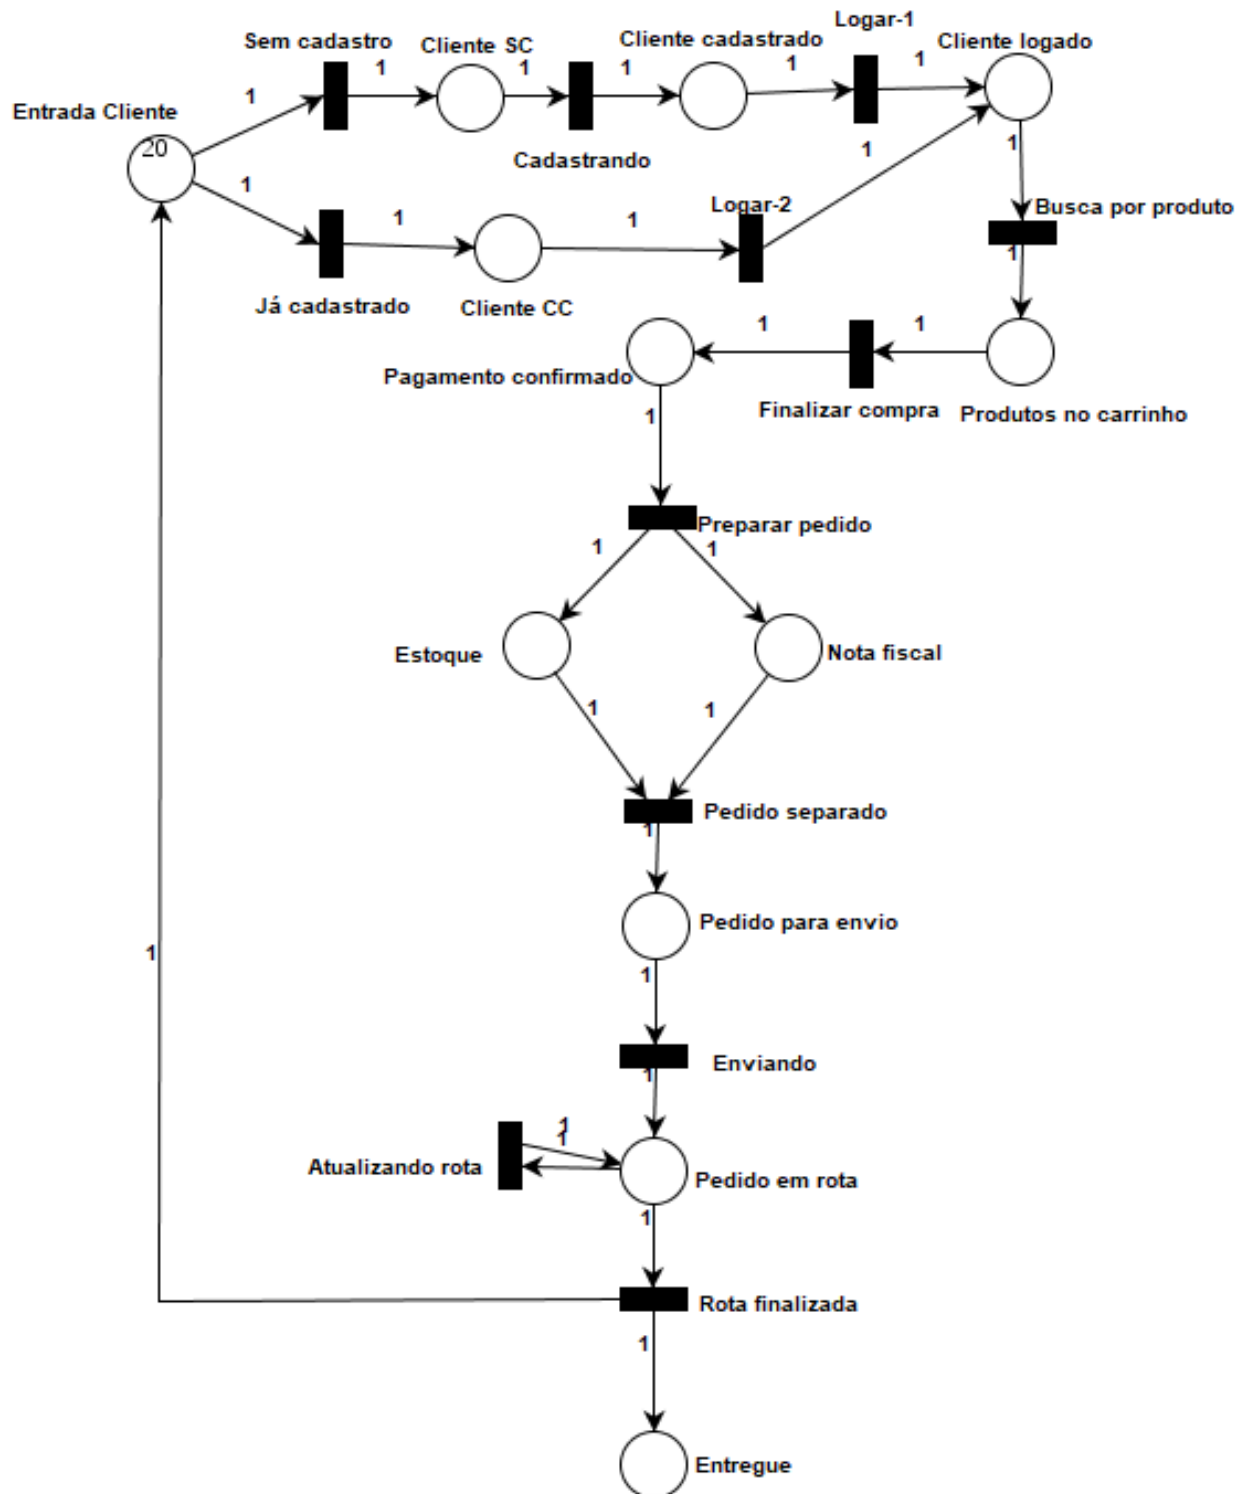 Logar-1
Sem cadastro
Cliente SC
Cliente cadastrado
Cliente logado
1
1
1
1
1
1
Entrada Cliente
20
Cadastrando
1
1
1
1
1
Logar-2
Busca por produto
1
Já cadastrado
Cliente CC
1
1
Pagamento confirmado
Finalizar compra
Produtos no carrinho
1
Preparar pedido
1
1
Estoque
Nota fiscal
1
1
Pedido separado
1
Pedido para envio
1
1
Enviando
1
1
1
Atualizando rota
Pedido em rota
1
Rota finalizada
1
Entregue